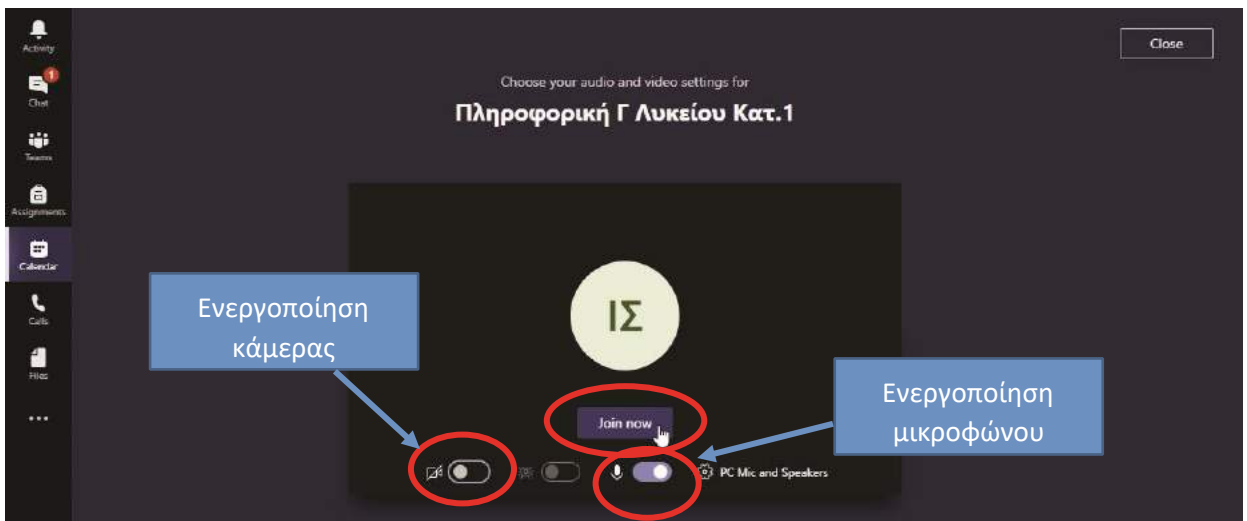 Activity
Close
Choose your audio and video settings for
Πληροφορική Γ Λυκείου Κατ.1
1
Chat
Teams
Assignments
Calendar
Calls
Files
Ενεργοποίηση
κάμερας
ΙΣ
Join now
Ενεργοποίηση
μικροφώνου
PC Mic and Speakers